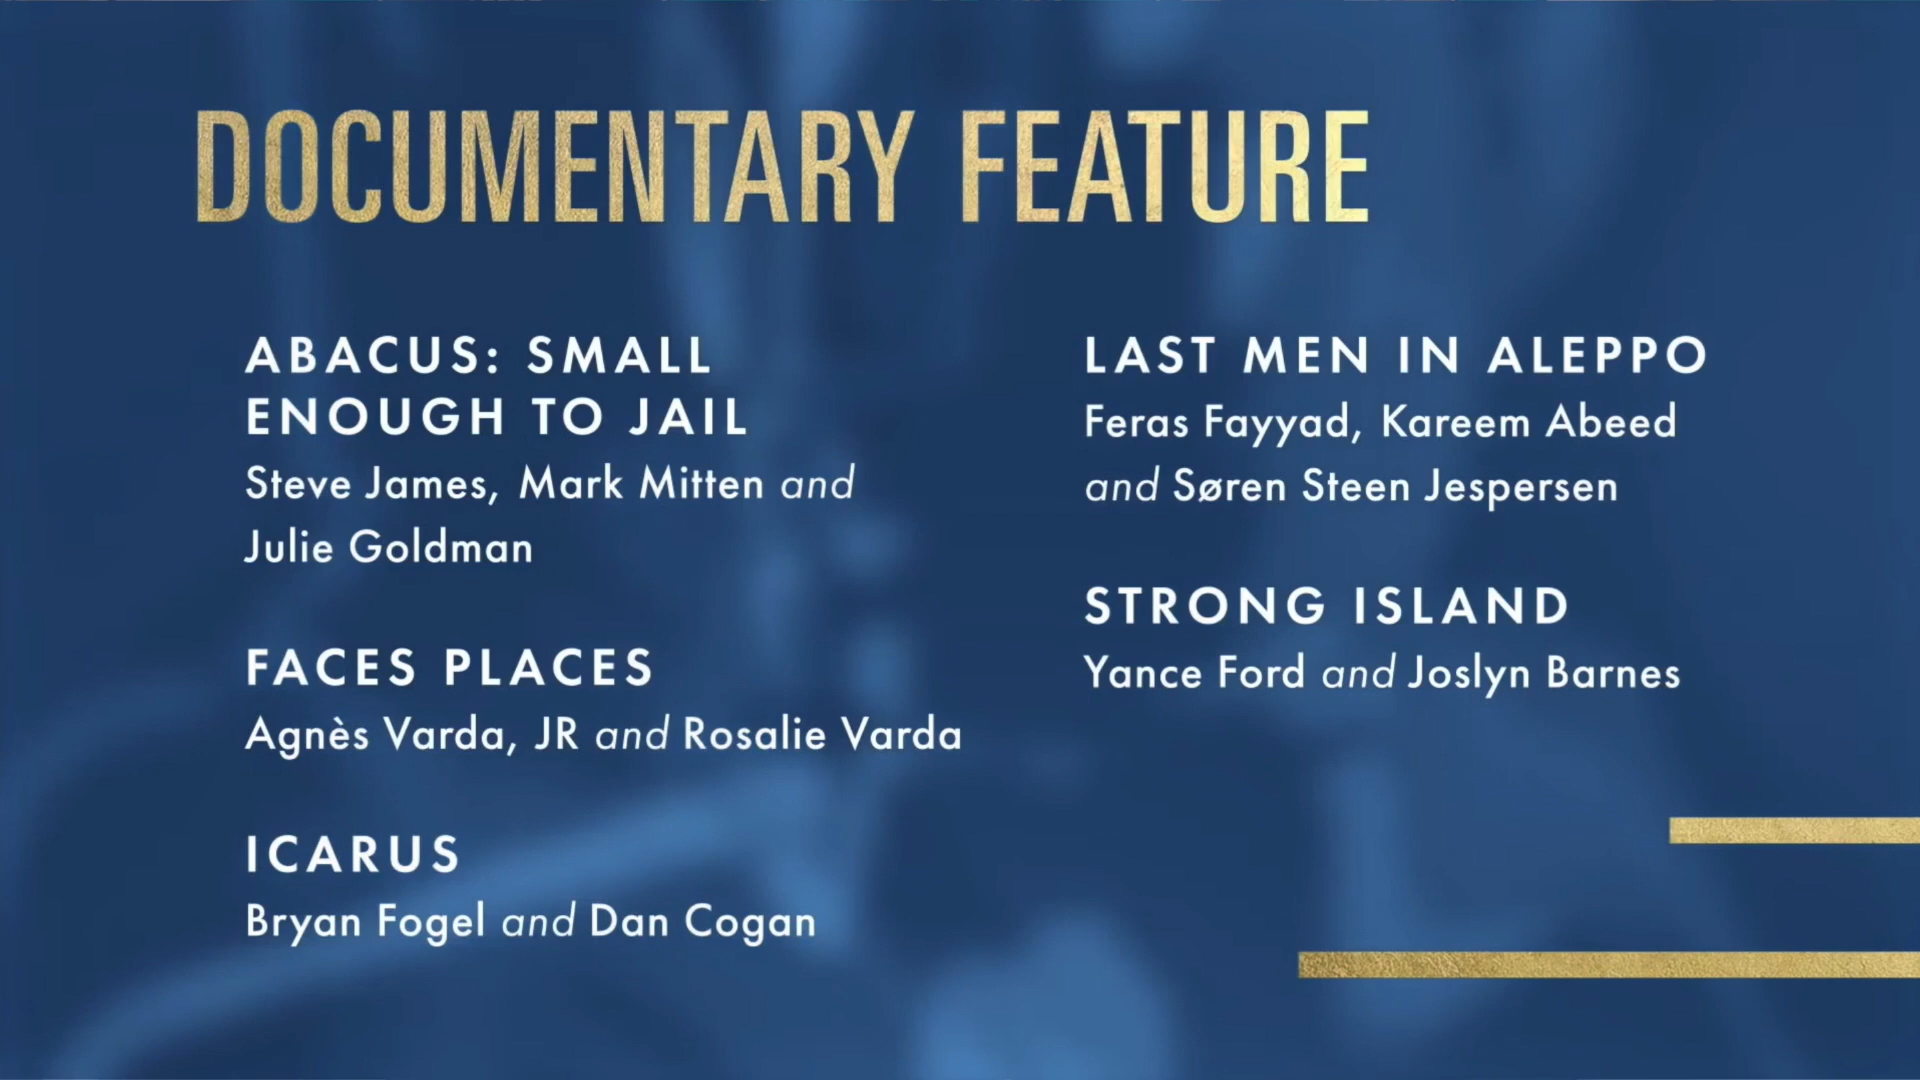 DOCUMENTARY FEATURE
ABACUS: SMALL
ENOUGH TO JAIL
Steve James, Mark Mitten and
Julie Goldman
FACES PLACES
Agnès Varda, JR and Rosalie Varda
ICARUS
Bryan Fogel and Dan Cogan
LAST MEN IN ALEPPO
Feras Fayyad, Kareem Abeed
and Søren Steen Jespersen
STRONG ISLAND
Yance Ford and Joslyn Barnes